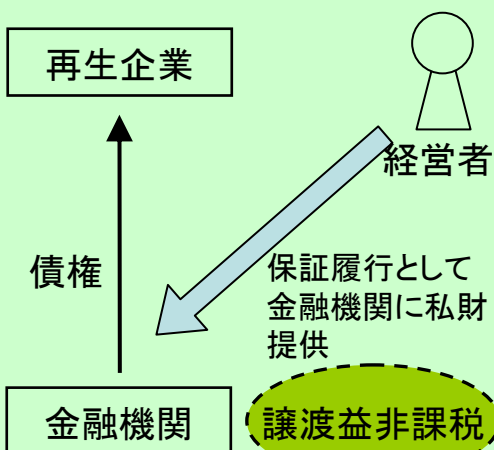 再生企業
経営者
債権
保証履行として
金融機関に私財
提供
金融機関
譲渡益非課税